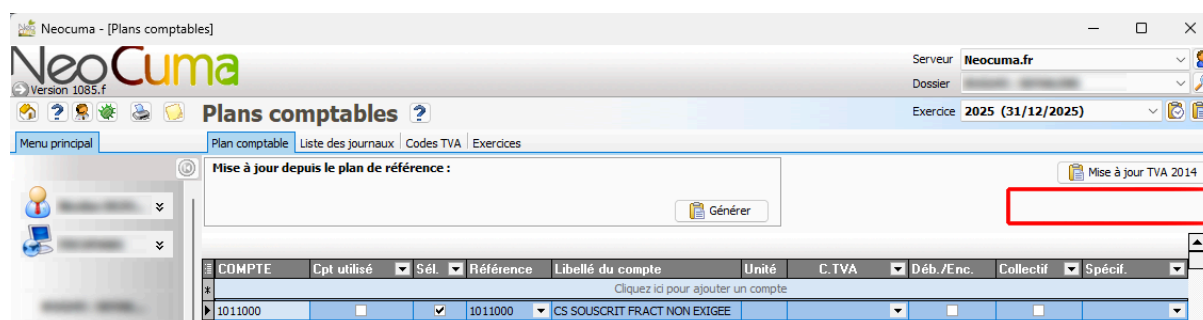 Neocuma - [Plans comptables]
NeoCuma
Version 1085.f
Serveur Neocuma.fr
Dossier
Plans comptables
Exercice 2025 (31/12/2025)
Menu principal
Plan comptable Liste des journaux Codes TVA Exercices
Mise à jour depuis le plan de référence :
Mise à jour TVA 2014
Générer
COMPTE Cpt utilisé Sél. Référence Libellé du compte Unité C.TVA Déb./Enc. Collectif Spécif.
Cliquez ici pour ajouter un compte
1011000 1011000 CS SOUSCRIT FRACT NON EXIGEE